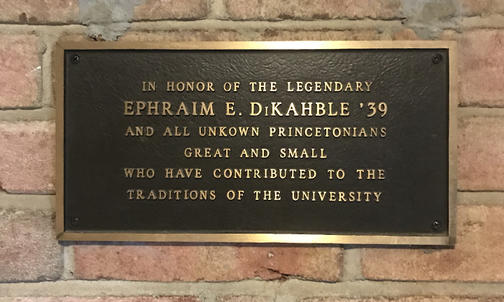 IN HONOR OF THE LEGENDARY
EPHRAIM E. DiKAHBLE '39
AND ALL UNKOWN PRINCETONIANS
GREAT AND SMALL
WHO HAVE CONTRIBUTED TO THE
TRADITIONS OF THE UNIVERSITY